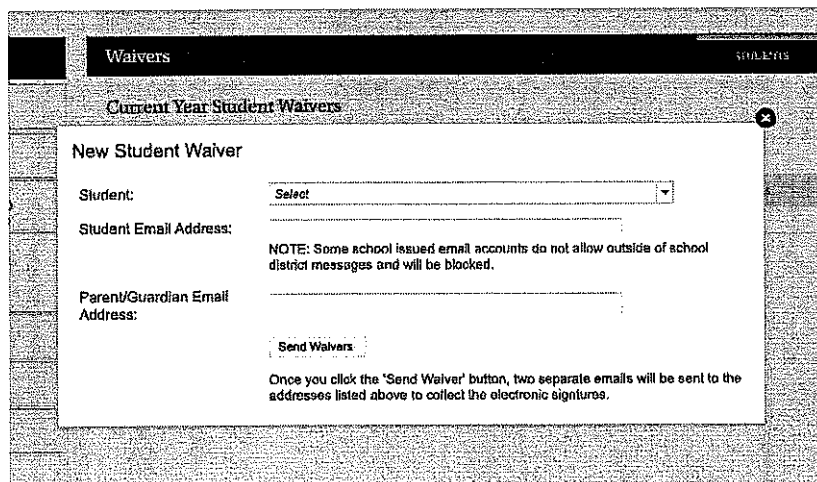 Waivers
Current Year Student Waivers
New Student Waiver
Student:
Select
Student Email Address:
NOTE: Some school issued email accounts do not allow outside of school
district messages and will be blocked.
Parent/Guardian Email
Address:
Send Waivers
Once you click the 'Send Waiver' button, two separate emails will be sent to the
addresses listed above to collect the electronic signtures.